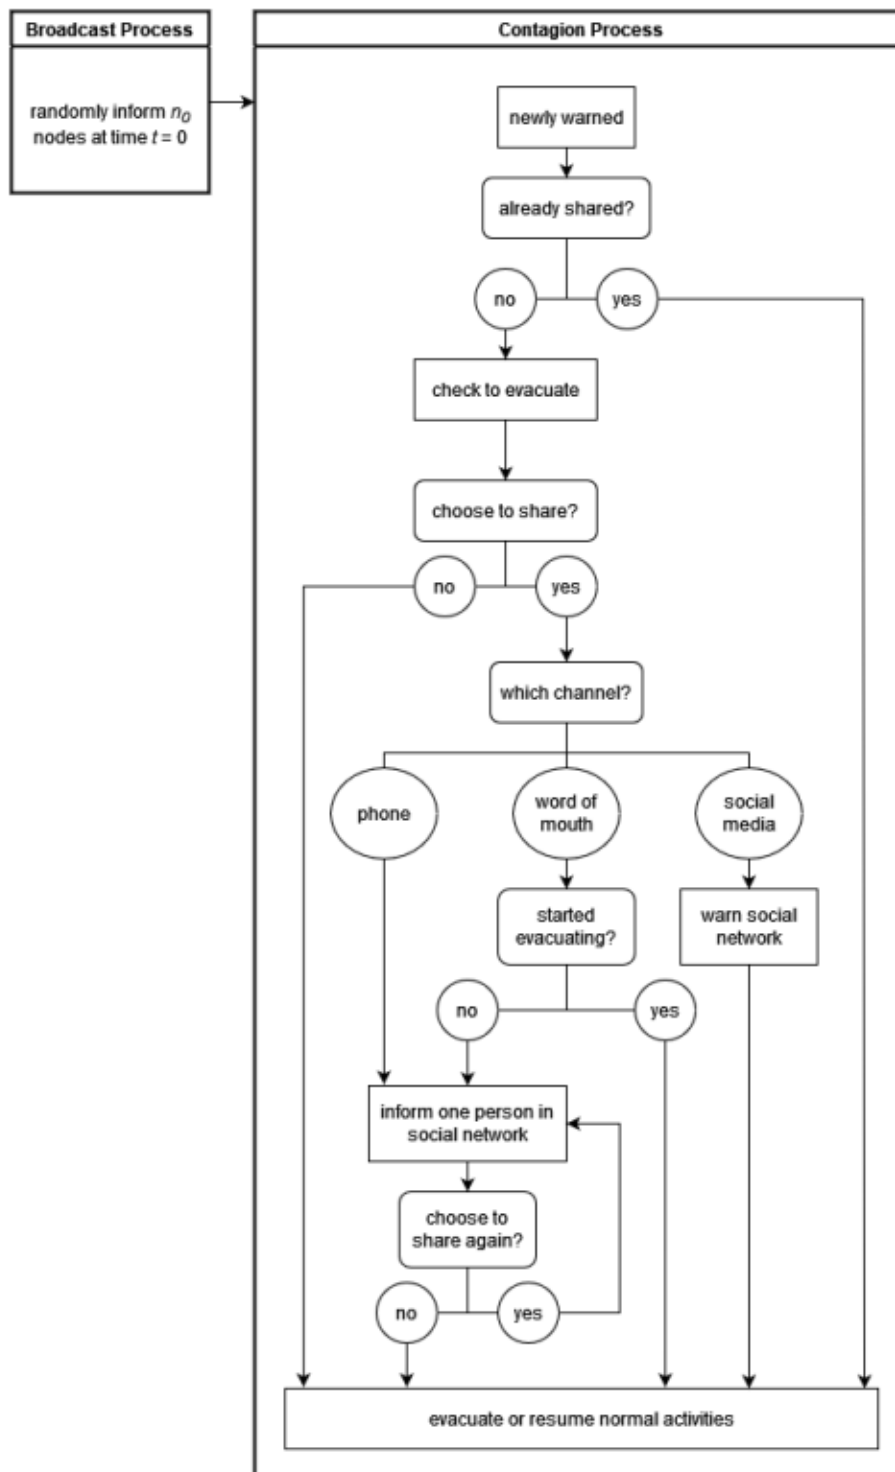 Broadcast Process
randomly inform n0
nodes at time t = 0
Contagion Process
newly warned
already shared?
no
yes
check to evacuate
choose to share?
no
yes
which channel?
phone
word of
mouth
social
media
started
evacuating?
warn social
network
no
yes
inform one person in
social network
choose to
share again?
no
yes
evacuate or resume normal activities